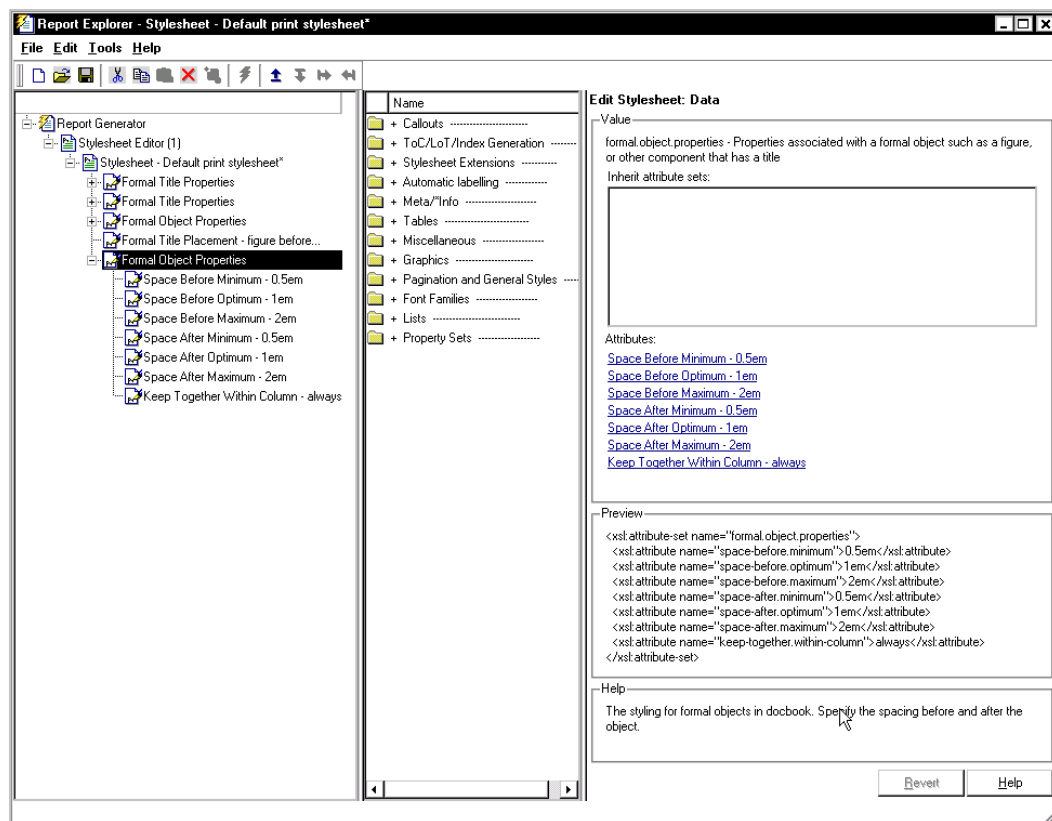 Report Explorer - Stylesheet - Default print stylesheet*
File Edit Tools Help
Report Generator
Stylesheet Editor (1)
Stylesheet - Default print stylesheet*
Formal Title Properties
Formal Title Properties
Formal Object Properties
Formal Title Placement - figure before...
Formal Object Properties
Space Before Minimum - 0.5em
Space Before Optimum - 1em
Space Before Maximum - 2em
Space After Minimum - 0.5em
Space After Optimum - 1em
Space After Maximum - 2em
Keep Together Within Column - always
Name
+ Callouts -----------------------
+ ToC/LoT/Index Generation -------
+ Stylesheet Extensions -----------
+ Automatic labelling -------------
+ Meta/*Info ---------------------
+ Tables -------------------------
+ Miscellaneous ------------------
+ Graphics -----------------------
+ Pagination and General Styles ----
+ Font Families ------------------
+ Lists --------------------------
+ Property Sets ------------------
Edit Stylesheet: Data
Value
formal.object.properties - Properties associated with a formal object such as a figure,
or other component that has a title
Inherit attribute sets:
Attributes:
Space Before Minimum - 0.5em
Space Before Optimum - 1em
Space Before Maximum - 2em
Space After Minimum - 0.5em
Space After Optimum - 1em
Space After Maximum - 2em
Keep Together Within Column - always
Preview
<xsl:attribute-set name="formal.object.properties">
<xsl:attribute name="space-before.minimum">0.5em</xsl:attribute>
<xsl:attribute name="space-before.optimum">1em</xsl:attribute>
<xsl:attribute name="space-before.maximum">2em</xsl:attribute>
<xsl:attribute name="space-after.minimum">0.5em</xsl:attribute>
<xsl:attribute name="space-after.optimum">1em</xsl:attribute>
<xsl:attribute name="space-after.maximum">2em</xsl:attribute>
<xsl:attribute name="keep-together.within-column">always</xsl:attribute>
</xsl:attribute-set>
Help
The styling for formal objects in docbook. Specify the spacing before and after the
object.
Revert Help